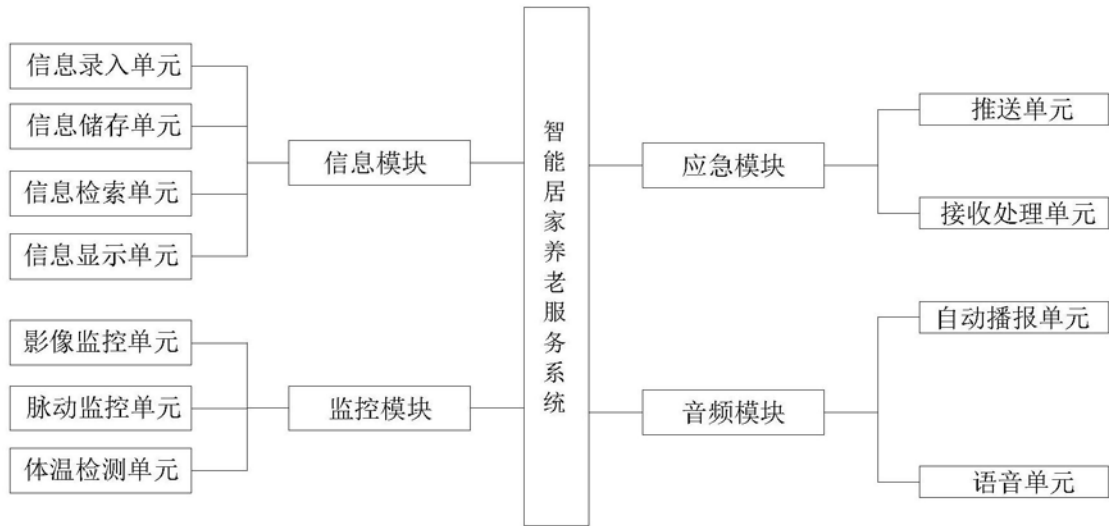 信息录入单元
信息储存单元
信息检索单元
信息显示单元
信息模块
影像监控单元
脉动监控单元
体温检测单元
监控模块
智能居家养老服务系统
应急模块
推送单元
接收处理单元
音频模块
自动播报单元
语音单元